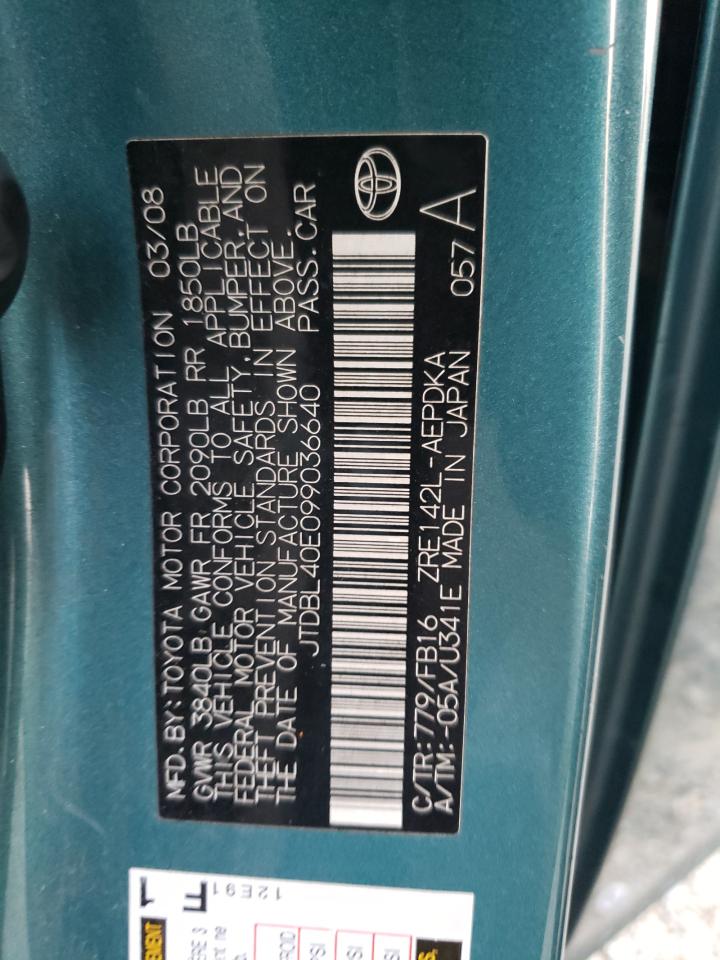 MFD. BY: TOYOTA MOTOR CORPORATION 03/08
GVWR 3840LB GAWR FR 2090LB RR 1850LB
THIS VEHICLE CONFORMS TO ALL APPLICABLE
FEDERAL MOTOR VEHICLE SAFETY, BUMPER, AND
THEFT PREVENTION STANDARDS IN EFFECT ON
THE DATE OF MANUFACTURE SHOWN ABOVE.
JTDBL40E099036640 PASS. CAR
C/TR: 779/FB16 ZRE142L-AEPDKA
A/TM: -05A/U341E MADE IN JAPAN 057 A
12E91